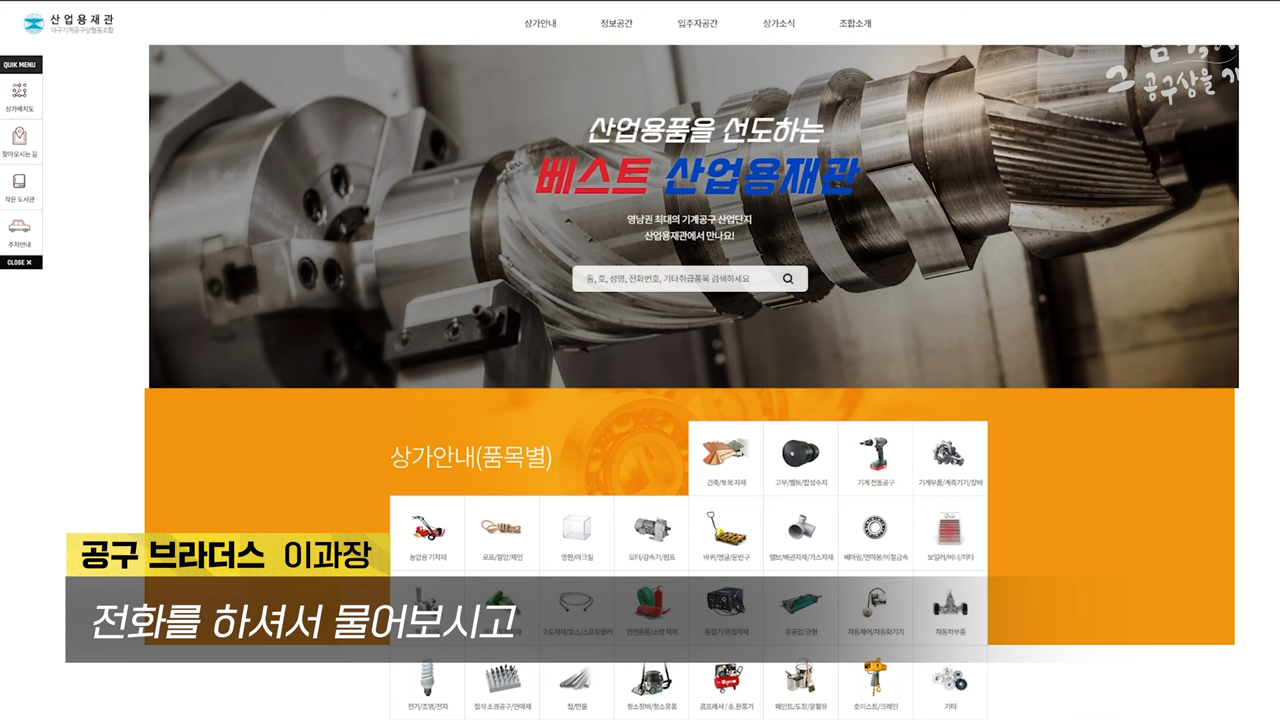 산업용재관
대구기계공구상협동조합
상가안내 정보공간 입주자공간 상가소식 조합소개
QUIK MENU
상가배치도
찾아오시는 길
작은 도서관
주차안내
CLOSE ✕
공구상을
산업용품을 선도하는
베스트 산업용재관
영남권 최대의 기계공구 산업단지
산업용재관에서 만나요!
동, 호, 성명, 전화번호, 기타취급품목 검색하세요
상가안내(품목별)
건축/토목 자재 고무/벨트/합성수지 기계 전동공구 기계부품/계측기기/장비
농업용 기자재 로프/철망/체인 명판/아크릴 모터/감속기/펌프 바퀴/앵글/운반구 밸브/배관자재/가스자재 베아링/연마봉/비철금속 보일러/버너/히터
수도자재/호스/스프링쿨러 안전용품/소방 자재 용접기/용접자재 유공압/금형 자동제어/자동화기기 자동차부품
전기/조명/전자 절삭 초경공구/연마제 철/만물 청소장비/청소용품 콤프레샤 / 송,환풍기 페인트/도장/윤활유 호이스트/크레인 기타
공구 브라더스 이과장
전화를 하셔서 물어보시고